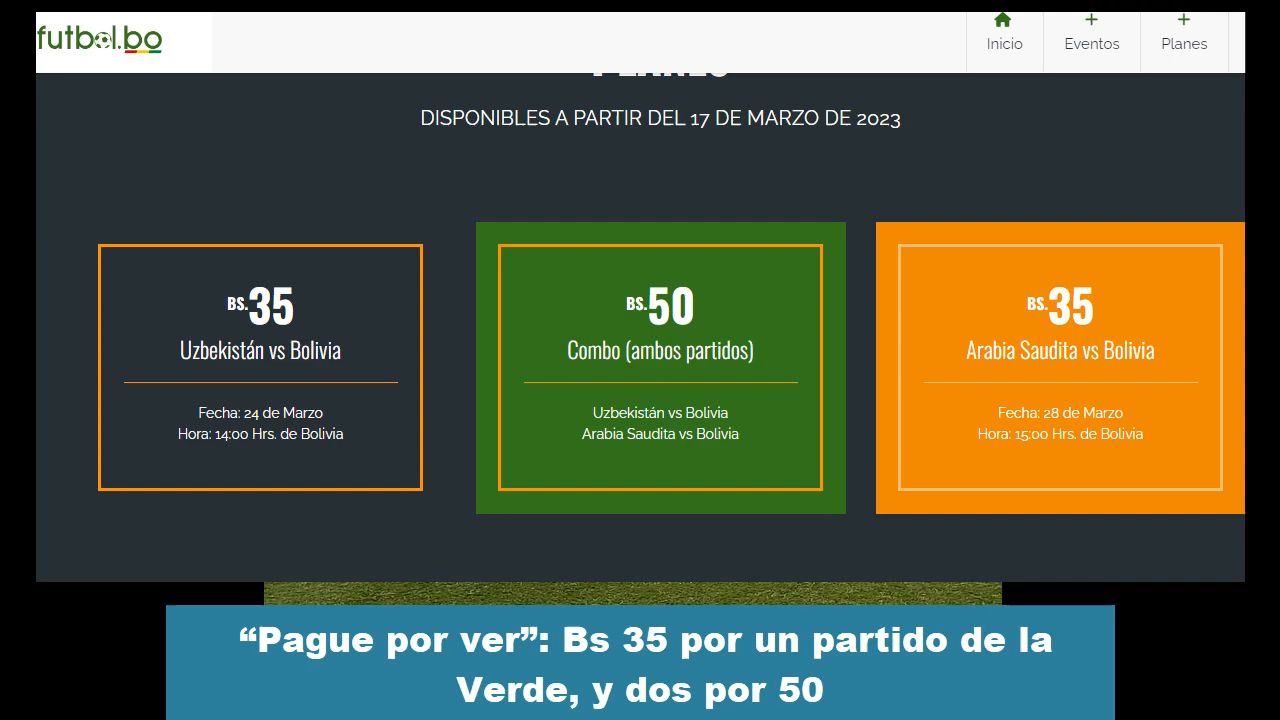 futbol.bo
Inicio
Eventos
Planes
PLANES
DISPONIBLES A PARTIR DEL 17 DE MARZO DE 2023
BS.35
Uzbekistán vs Bolivia
Fecha: 24 de Marzo
Hora: 14:00 Hrs. de Bolivia
BS.50
Combo (ambos partidos)
Uzbekistán vs Bolivia
Arabia Saudita vs Bolivia
BS.35
Arabia Saudita vs Bolivia
Fecha: 28 de Marzo
Hora: 15:00 Hrs. de Bolivia
“Pague por ver”: Bs 35 por un partido de la
Verde, y dos por 50